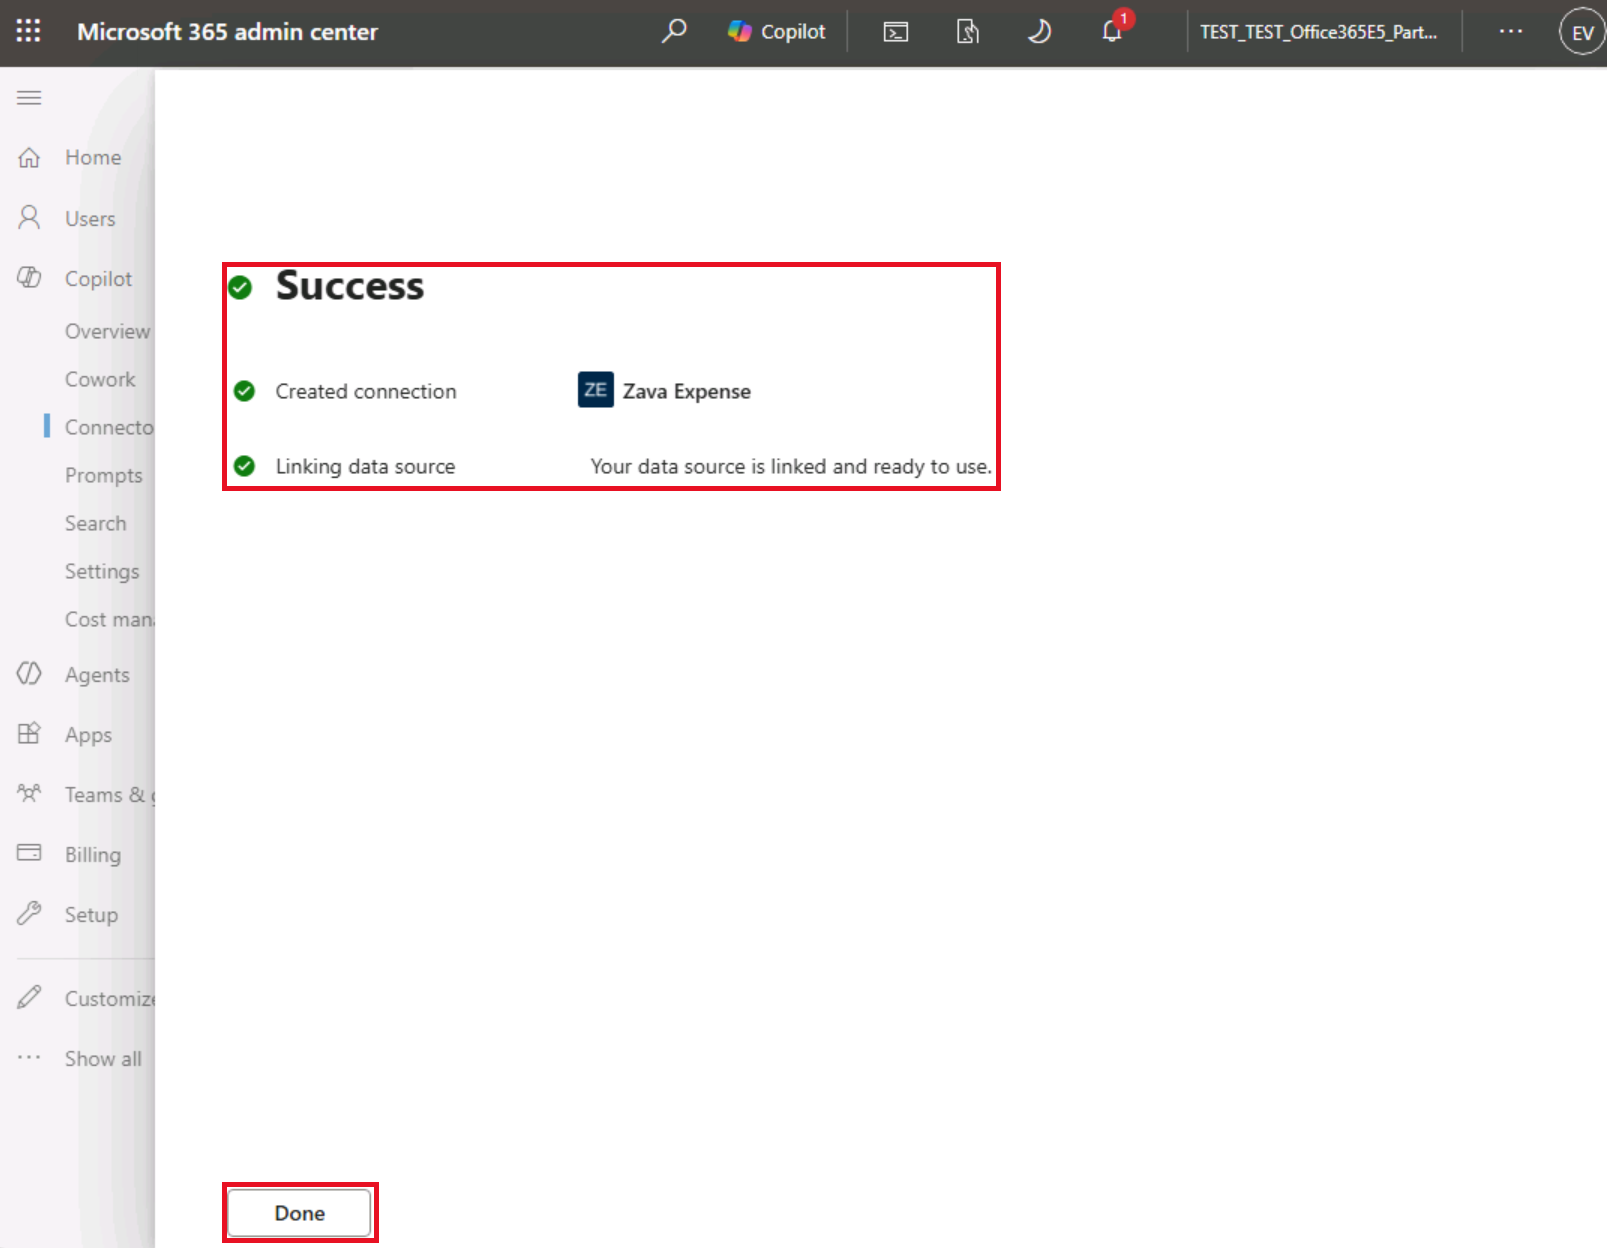 Microsoft 365 admin center
Copilot
1
TEST_TEST_Office365E5_Part...
EV
Home
Users
Copilot
Overview
Cowork
Connecto
Prompts
Search
Settings
Cost man
Agents
Apps
Teams & g
Billing
Setup
Customize
Show all
Success
Created connection
ZE Zava Expense
Linking data source
Your data source is linked and ready to use.
Done